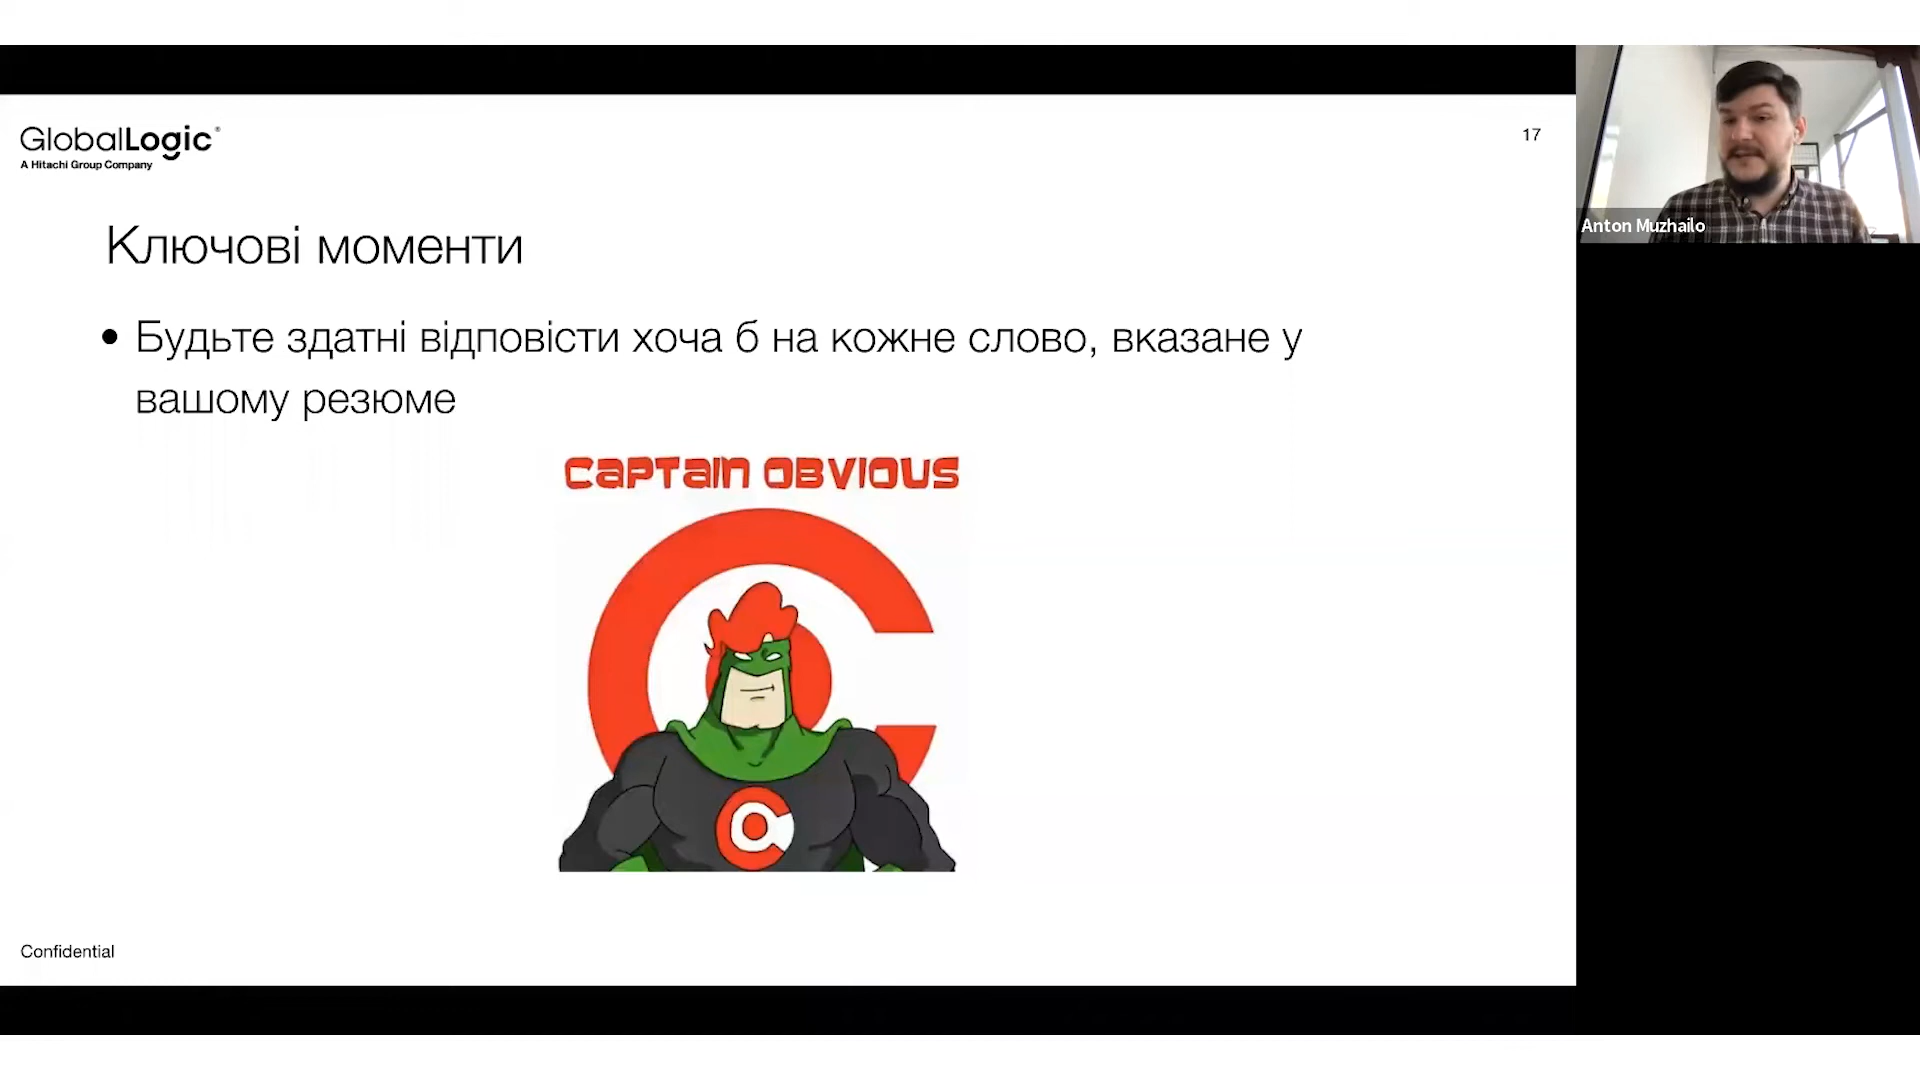 GlobalLogic®
A Hitachi Group Company
17
Anton Muzhailo
Ключові моменти
• Будьте здатні відповісти хоча б на кожне слово, вказане у
вашому резюме
CAPTAIN OBVIOUS
Confidential